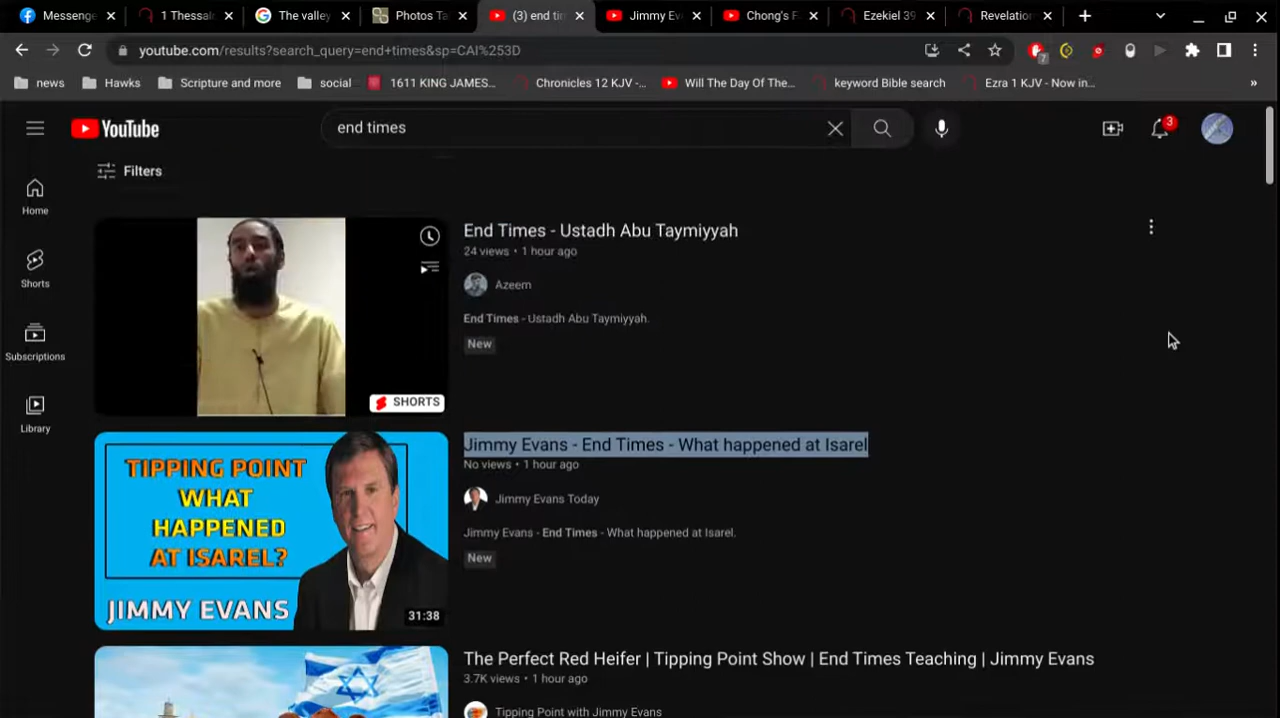 Messenge
1 Thessal
The valley
Photos Ta
(3) end tim
Jimmy Eva
Chong's F
Ezekiel 39
Revelation
youtube.com/results?search_query=end+times&sp=CAI%253D
7
news
Hawks
Scripture and more
social
1611 KING JAMES...
Chronicles 12 KJV -...
Will The Day Of The...
keyword Bible search
Ezra 1 KJV - Now in...
»
YouTube
end times
3
Filters
Home
Shorts
Subscriptions
Library
End Times - Ustadh Abu Taymiyyah
24 views • 1 hour ago
Azeem
End Times - Ustadh Abu Taymiyyah.
New
SHORTS
TIPPING POINT
WHAT
HAPPENED
AT ISAREL?
JIMMY EVANS
31:38
Jimmy Evans - End Times - What happened at Isarel
No views • 1 hour ago
Jimmy Evans Today
Jimmy Evans - End Times - What happened at Isarel.
New
The Perfect Red Heifer | Tipping Point Show | End Times Teaching | Jimmy Evans
3.7K views • 1 hour ago
Tipping Point with Jimmy Evans